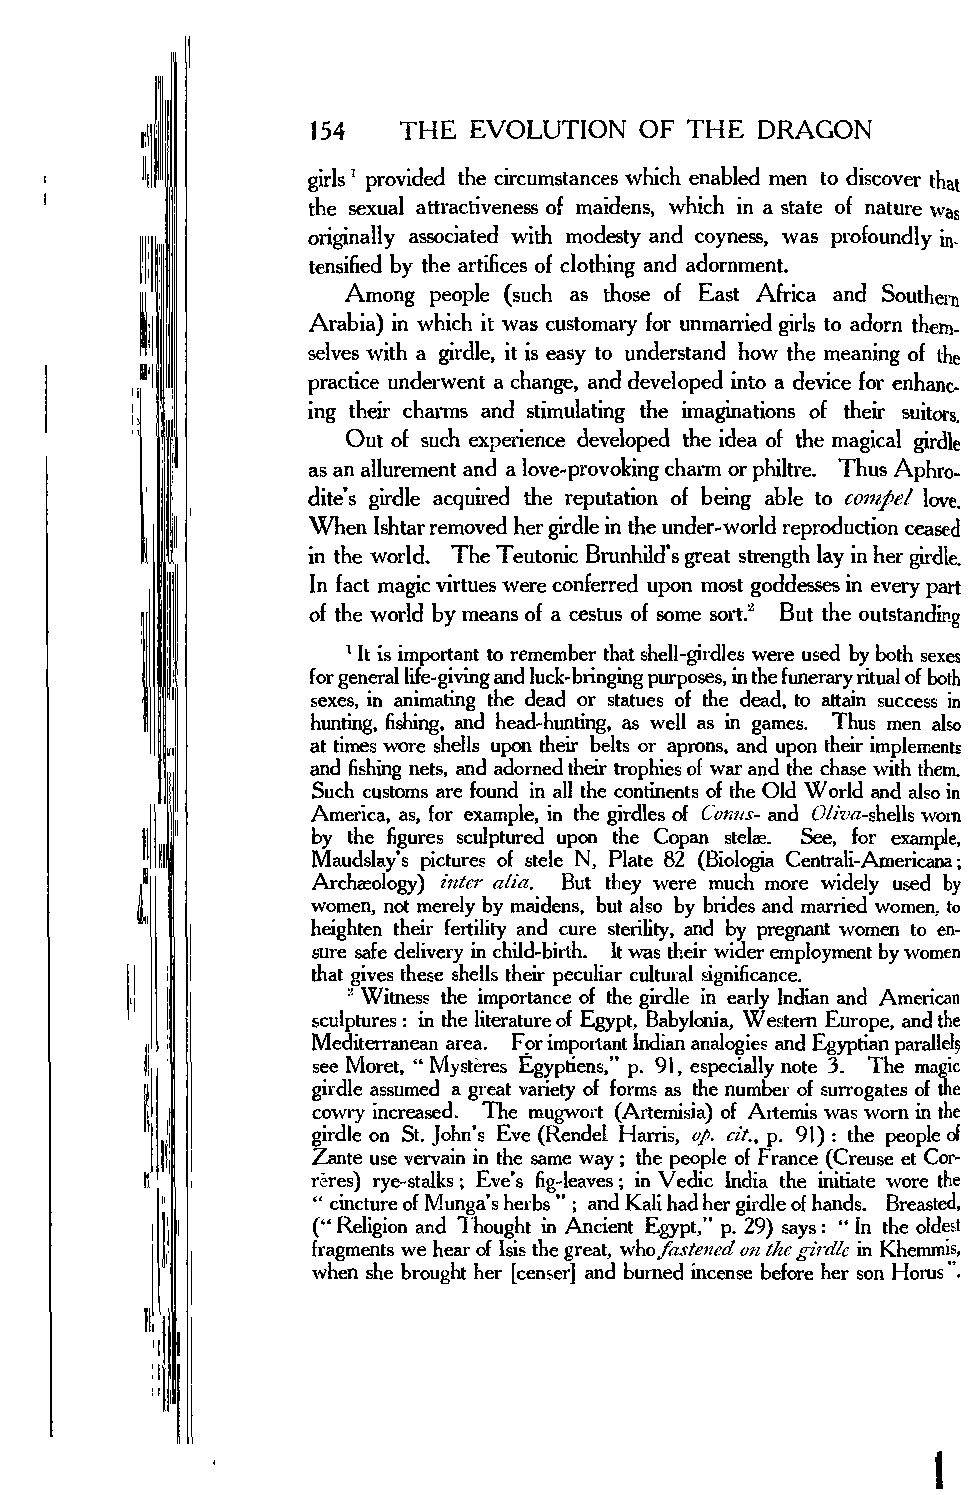 154 THE EVOLUTION OF THE DRAGON
girls ¹ provided the circumstances which enabled men to discover that
the sexual attractiveness of maidens, which in a state of nature was
originally associated with modesty and coyness, was profoundly in-
tensified by the artifices of clothing and adornment.
Among people (such as those of East Africa and Southern
Arabia) in which it was customary for unmarried girls to adorn them-
selves with a girdle, it is easy to understand how the meaning of the
practice underwent a change, and developed into a device for enhanc-
ing their charms and stimulating the imaginations of their suitors.
Out of such experience developed the idea of the magical girdle
as an allurement and a love-provoking charm or philtre. Thus Aphro-
dite's girdle acquired the reputation of being able to compel love.
When Ishtar removed her girdle in the under-world reproduction ceased
in the world. The Teutonic Brunhild's great strength lay in her girdle.
In fact magic virtues were conferred upon most goddesses in every part
of the world by means of a cestus of some sort.² But the outstanding
¹ It is important to remember that shell-girdles were used by both sexes
for general life-giving and luck-bringing purposes, in the funerary ritual of both
sexes, in animating the dead or statues of the dead, to attain success in
hunting, fishing, and head-hunting, as well as in games. Thus men also
at times wore shells upon their belts or aprons, and upon their implements
and fishing nets, and adorned their trophies of war and the chase with them.
Such customs are found in all the continents of the Old World and also in
America, as, for example, in the girdles of Conus- and Oliva-shells worn
by the figures sculptured upon the Copan stelæ. See, for example,
Maudslay's pictures of stele N, Plate 82 (Biologia Centrali-Americana;
Archæology) inter alia. But they were much more widely used by
women, not merely by maidens, but also by brides and married women, to
heighten their fertility and cure sterility, and by pregnant women to en-
sure safe delivery in child-birth. It was their wider employment by women
that gives these shells their peculiar cultural significance.
² Witness the importance of the girdle in early Indian and American
sculptures: in the literature of Egypt, Babylonia, Western Europe, and the
Mediterranean area. For important Indian analogies and Egyptian parallels
see Moret, "Mystères Égyptiens," p. 91, especially note 3. The magic
girdle assumed a great variety of forms as the number of surrogates of the
cowry increased. The mugwort (Artemisia) of Artemis was worn in the
girdle on St. John's Eve (Rendel Harris, op. cit., p. 91): the people of
Zante use vervain in the same way; the people of France (Creuse et Cor-
rères) rye-stalks; Eve's fig-leaves; in Vedic India the initiate wore the
"cincture of Munga's herbs"; and Kali had her girdle of hands. Breasted,
("Religion and Thought in Ancient Egypt," p. 29) says: "In the oldest
fragments we hear of Isis the great, who fastened on the girdle in Khemmis,
when she brought her [censer] and burned incense before her son Horus".